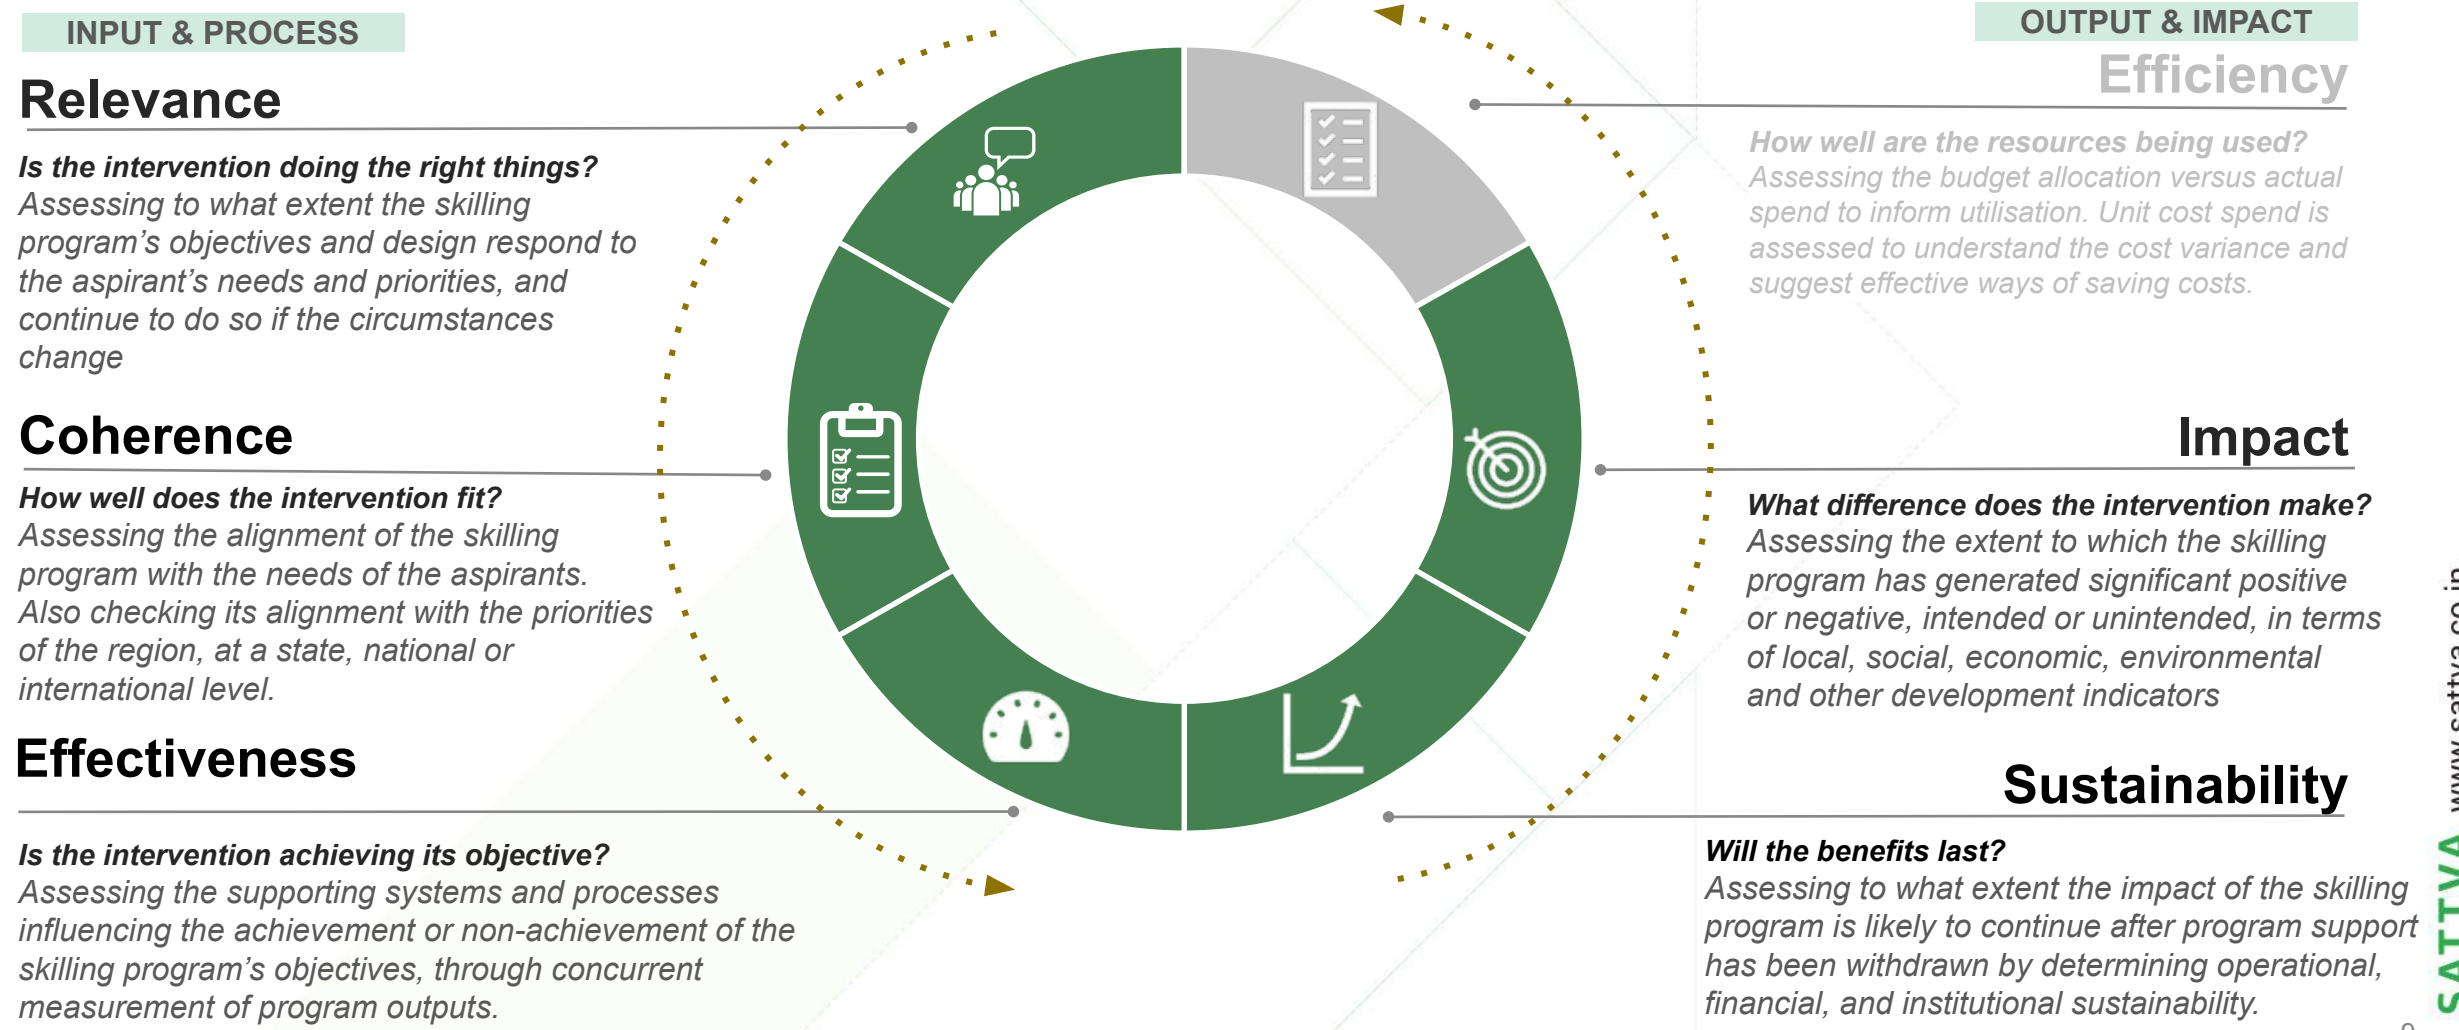 INPUT & PROCESS
Relevance
Is the intervention doing the right things?
Assessing to what extent the skilling
program's objectives and design respond to
the aspirant's needs and priorities, and
continue to do so if the circumstances
change
Coherence
How well does the intervention fit?
Assessing the alignment of the skilling
program with the needs of the aspirants.
Also checking its alignment with the priorities
of the region, at a state, national or
international level.
Effectiveness
Is the intervention achieving its objective?
Assessing the supporting systems and processes
influencing the achievement or non-achievement of the
skilling program's objectives, through concurrent
measurement of program outputs.
OUTPUT & IMPACT
Efficiency
How well are the resources being used?
Assessing the budget allocation versus actual
spend to inform utilisation. Unit cost spend is
assessed to understand the cost variance and
suggest effective ways of saving costs.
Impact
What difference does the intervention make?
Assessing the extent to which the skilling
program has generated significant positive
or negative, intended or unintended, in terms
of local, social, economic, environmental
and other development indicators
Sustainability
Will the benefits last?
Assessing to what extent the impact of the skilling
program is likely to continue after program support
has been withdrawn by determining operational,
financial, and institutional sustainability.
SATTVA www.sattva.co.in